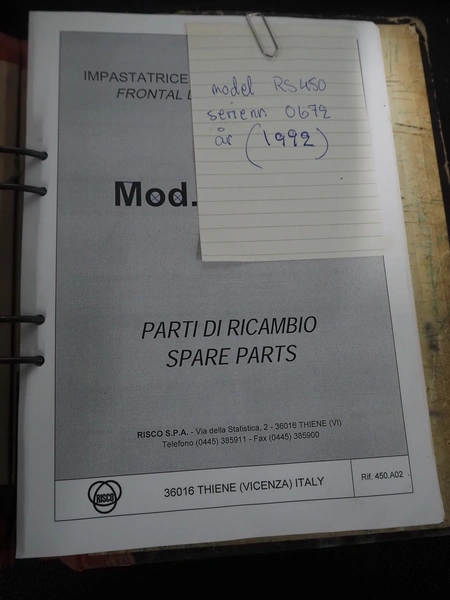 IMPASTATRICE
FRONTAL
model RS450
serienn 0672
år (1992)
Mod.
PARTI DI RICAMBIO
SPARE PARTS
RISCO S.P.A. - Via della Statistica, 2 - 36016 THIENE (VI)
Telefono (0445) 385911 - Fax (0445) 385900
RISCO
36016 THIENE (VICENZA) ITALY
Rif. 450.A02